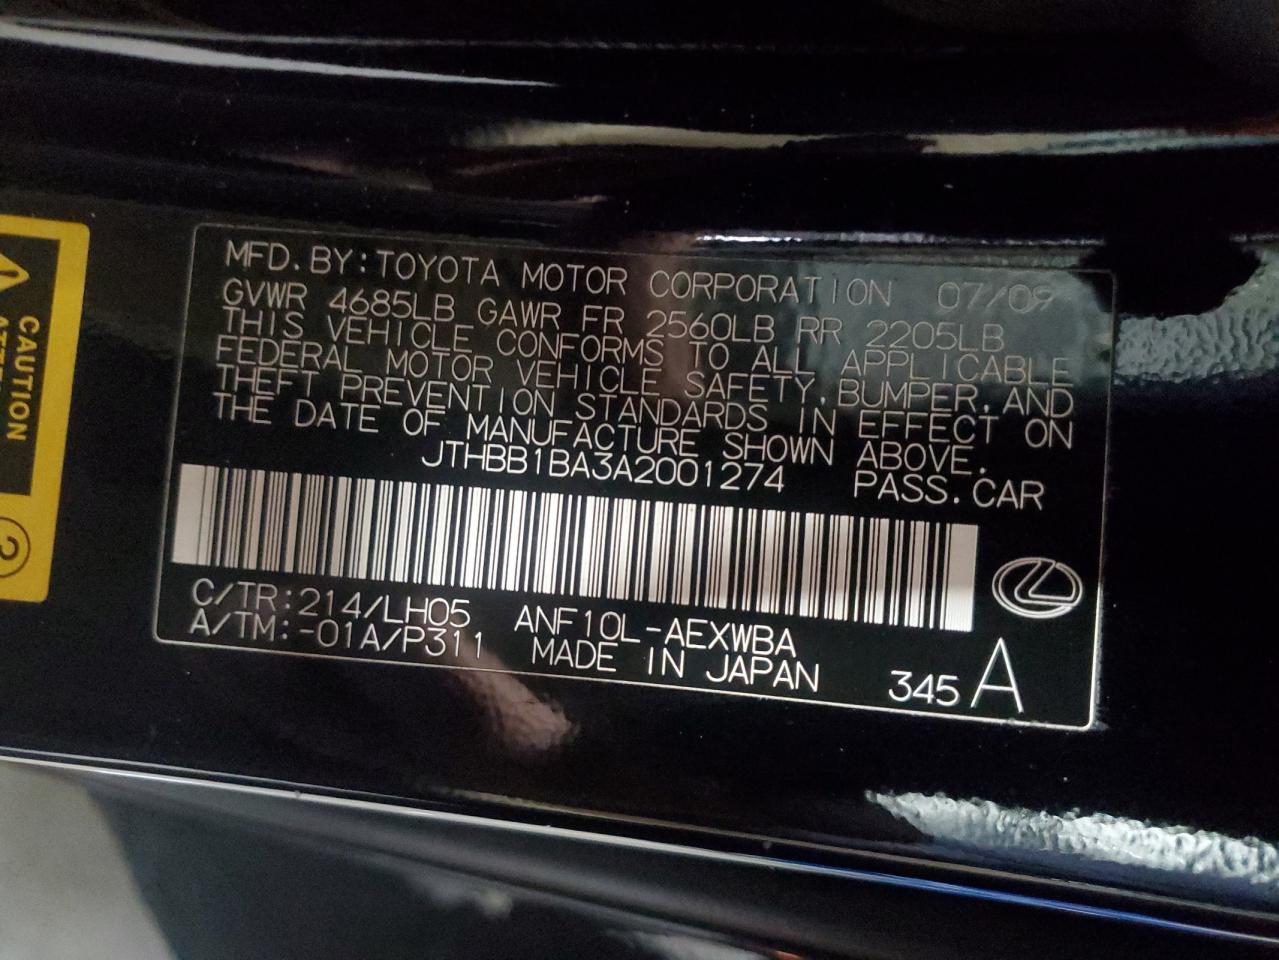 MFD.BY:TOYOTA MOTOR CORPORATION 07/09
GVWR 4685LB GAWR FR 2560LB RR 2205LB
THIS VEHICLE CONFORMS TO ALL APPLICABLE
FEDERAL MOTOR VEHICLE SAFETY,BUMPER,AND
THEFT PREVENTION STANDARDS IN EFFECT ON
THE DATE OF MANUFACTURE SHOWN ABOVE.
JTHBB1BA3A2001274 PASS.CAR
C/TR:214/LH05 ANF10L-AEXWBA
A/TM:-01A/P311 MADE IN JAPAN 345 A
CAUTION
2